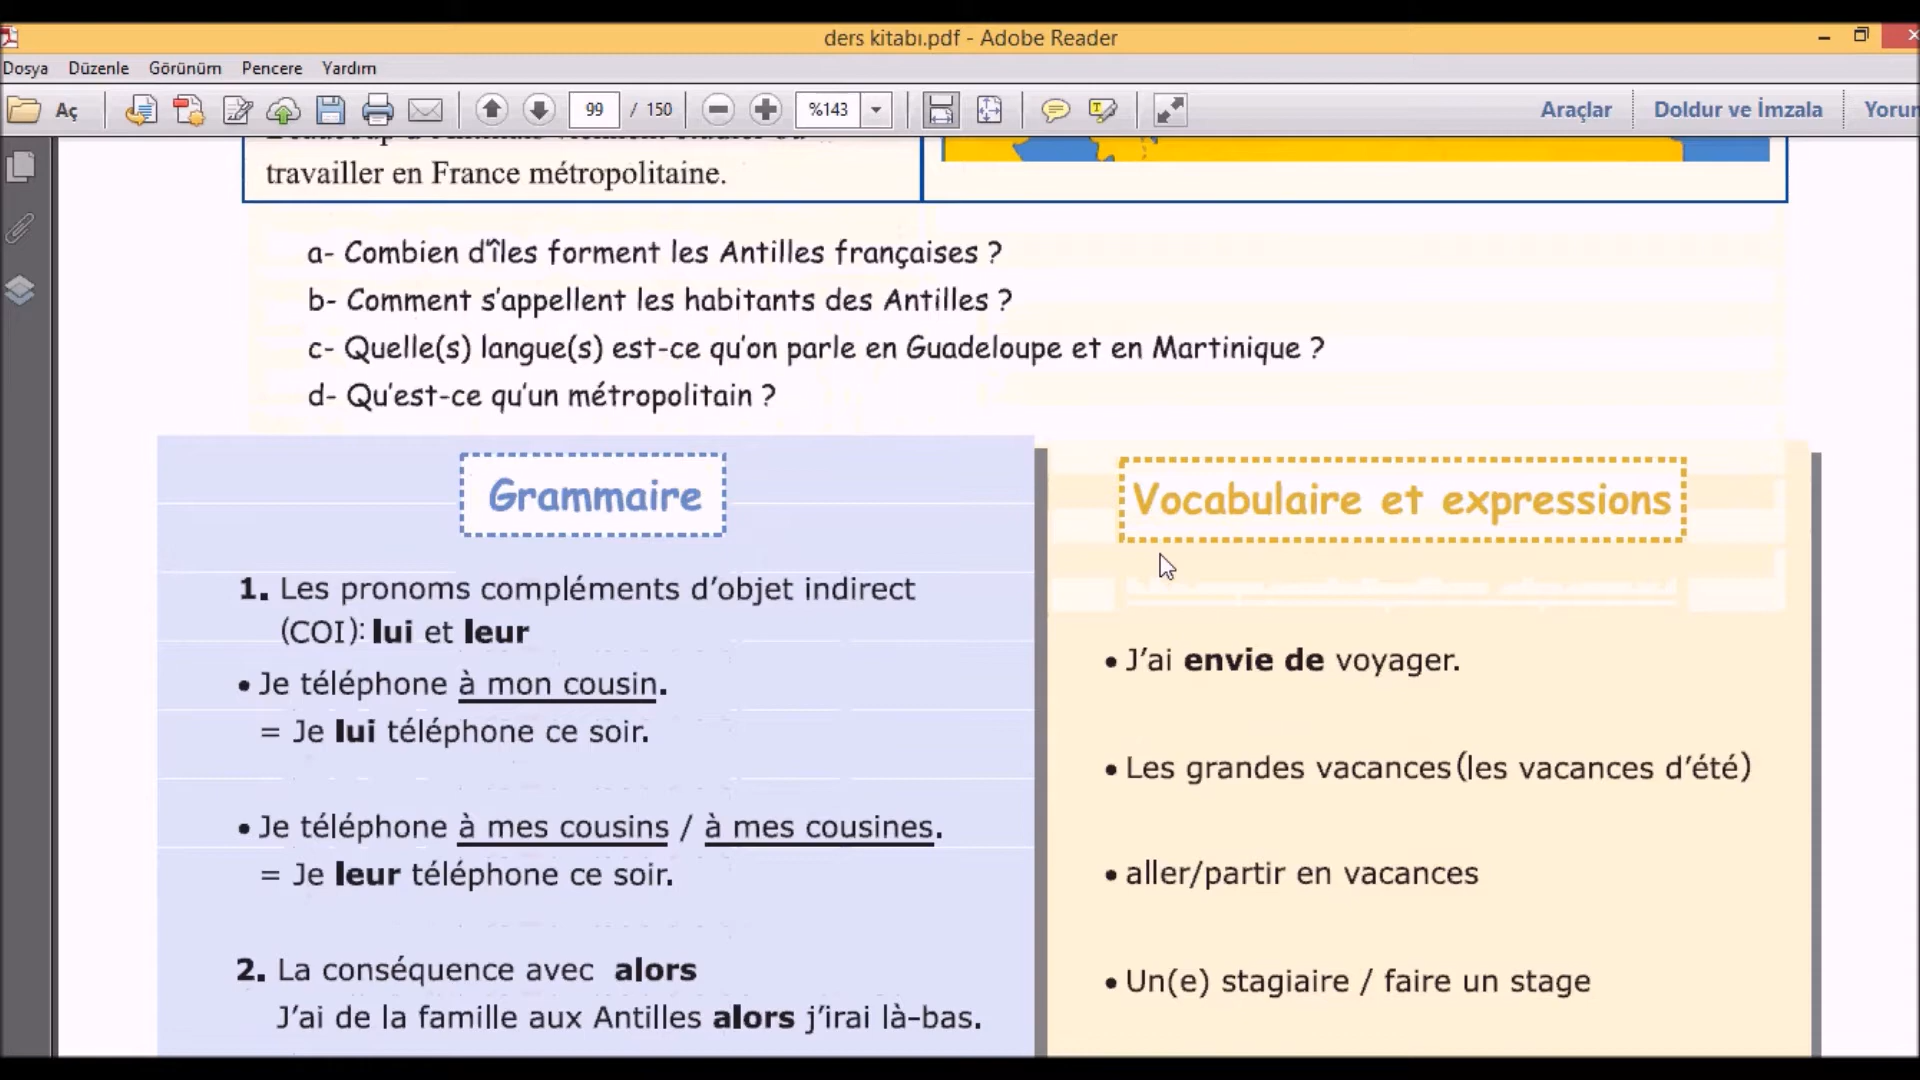 ders kitabı.pdf - Adobe Reader
Dosya Düzenle Görünüm Pencere Yardım
Aç 99 / 150 %143 Araçlar Doldur ve İmzala Yorum
travailler en France métropolitaine.
a- Combien d'îles forment les Antilles françaises ?
b- Comment s'appellent les habitants des Antilles ?
c- Quelle(s) langue(s) est-ce qu'on parle en Guadeloupe et en Martinique ?
d- Qu'est-ce qu'un métropolitain ?
Grammaire
1. Les pronoms compléments d'objet indirect
(COI): lui et leur
• Je téléphone à mon cousin.
= Je lui téléphone ce soir.
• Je téléphone à mes cousins / à mes cousines.
= Je leur téléphone ce soir.
2. La conséquence avec alors
J'ai de la famille aux Antilles alors j'irai là-bas.
Vocabulaire et expressions
• J'ai envie de voyager.
• Les grandes vacances (les vacances d'été)
• aller/partir en vacances
• Un(e) stagiaire / faire un stage